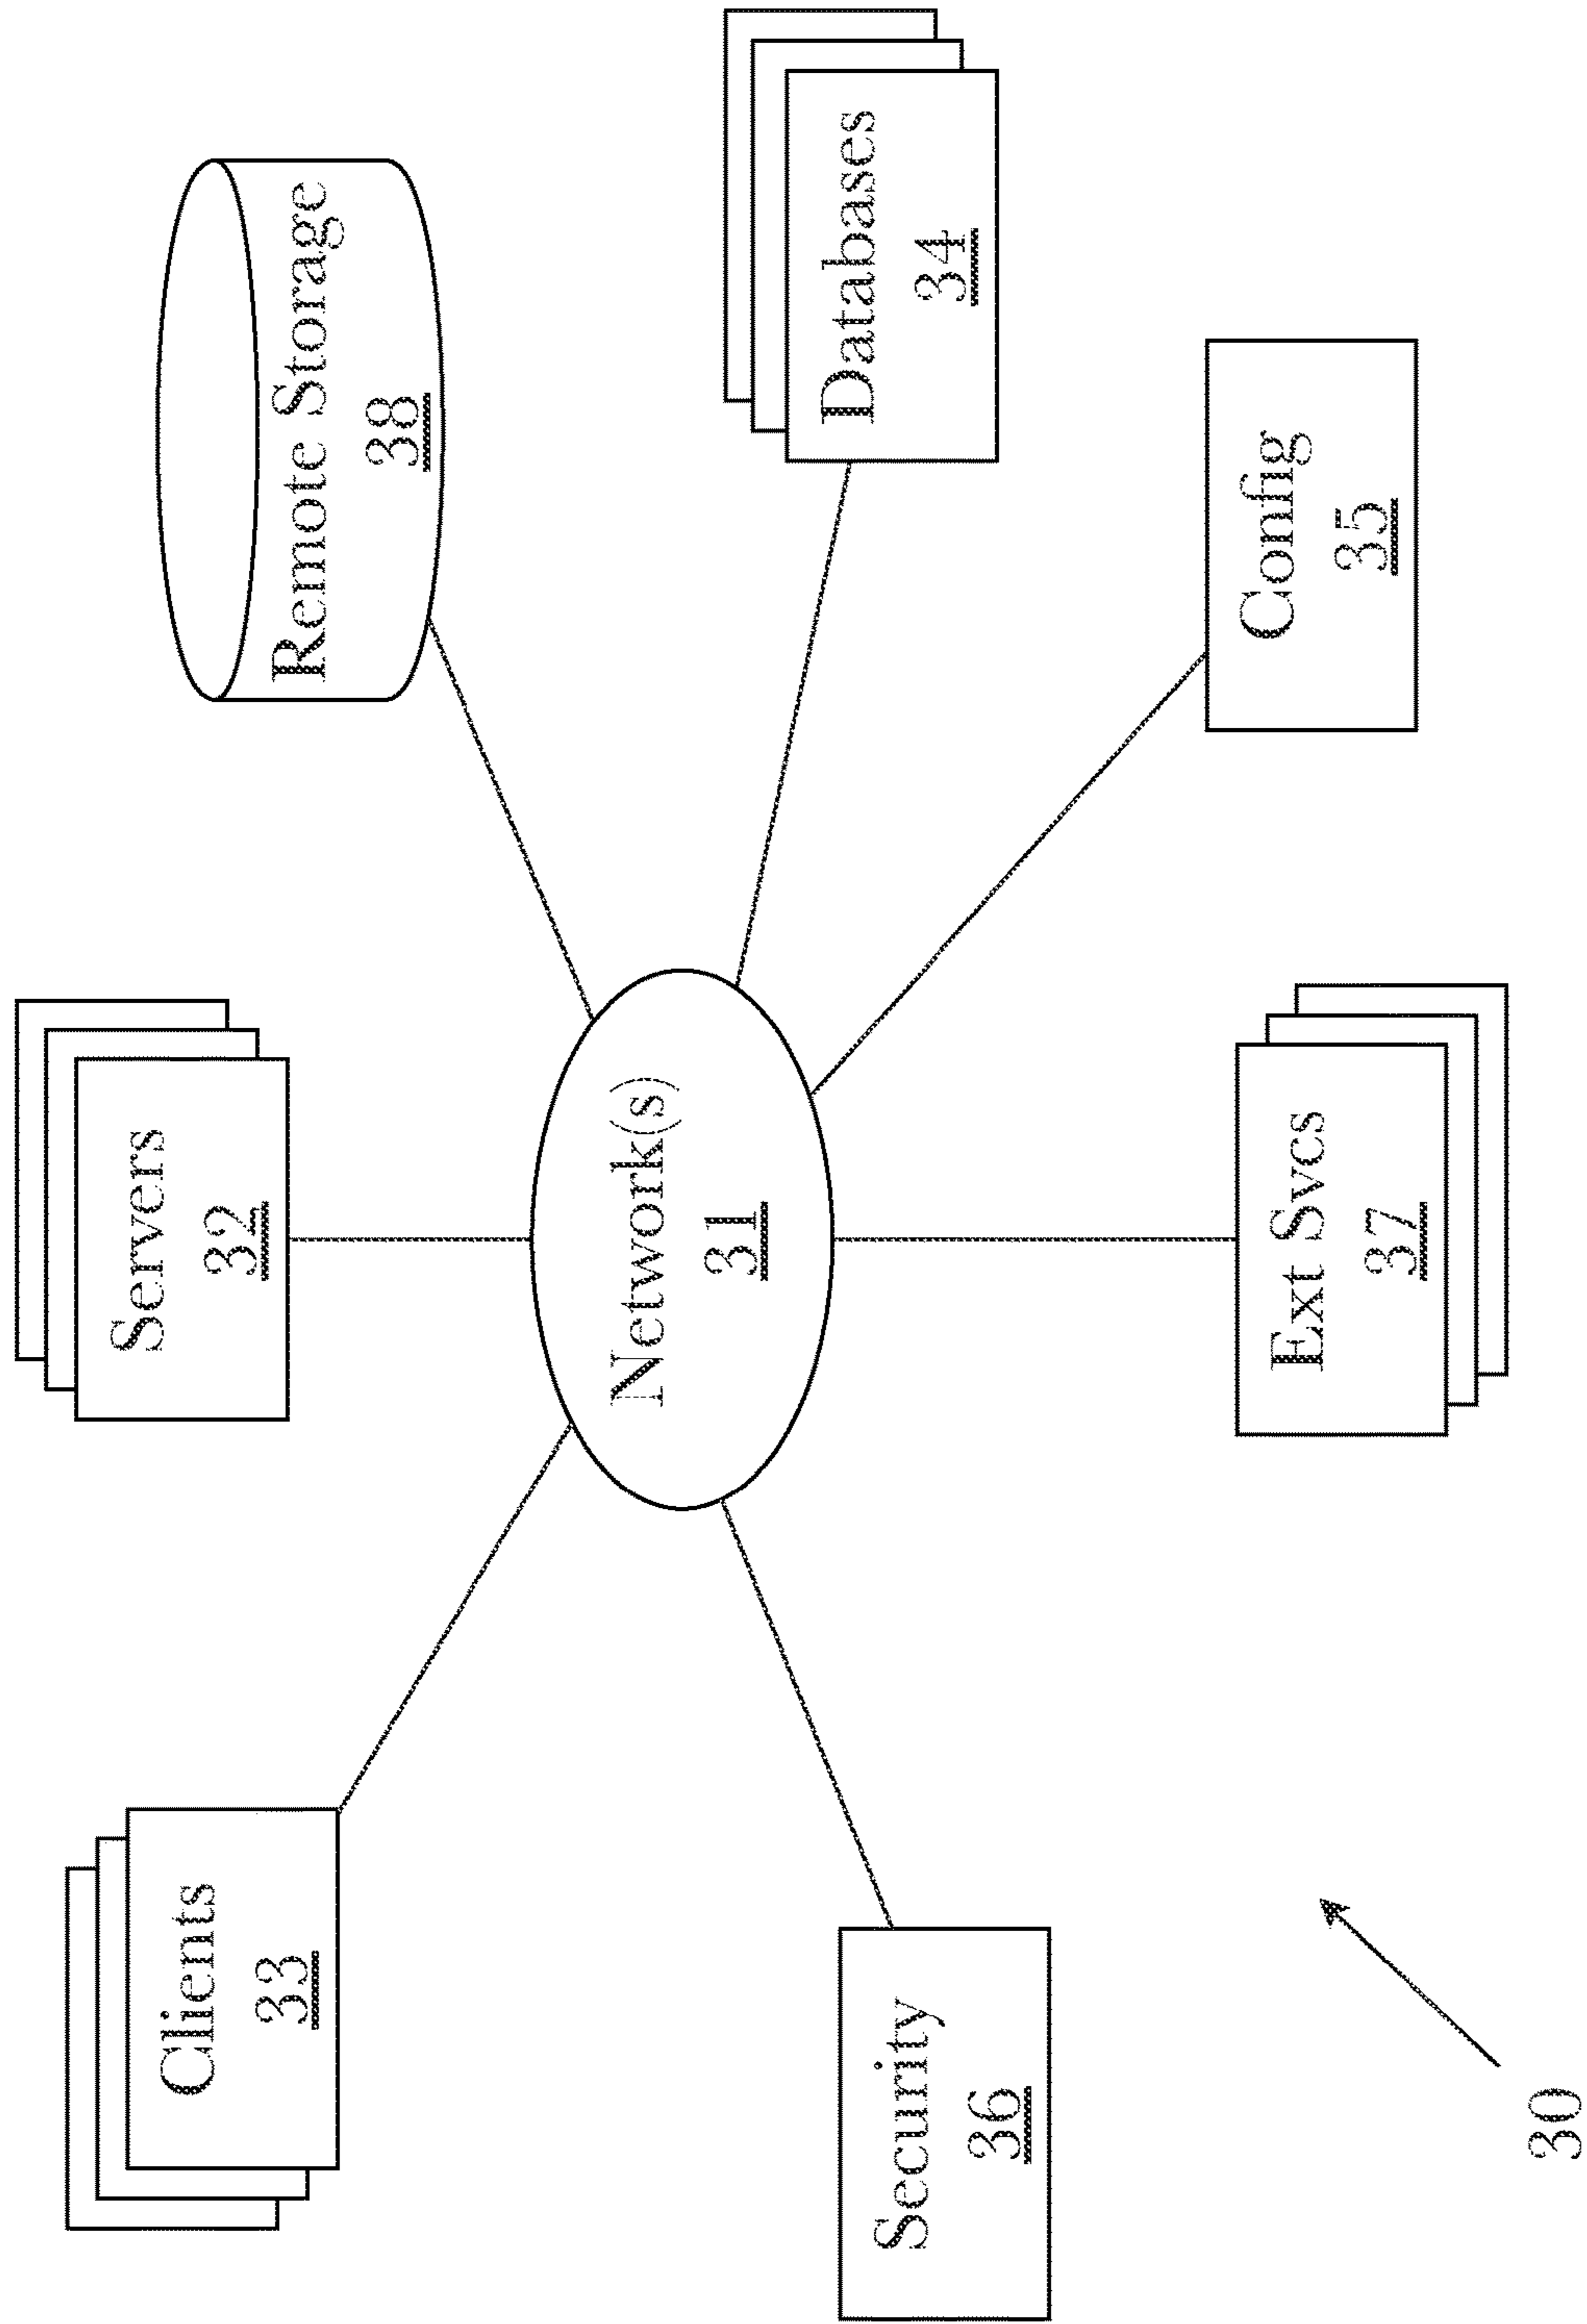 Servers
32
Clients
33
Remote Storage
38
Network(s)
31
Databases
34
Security
36
Config
35
Ext Svcs
37
30